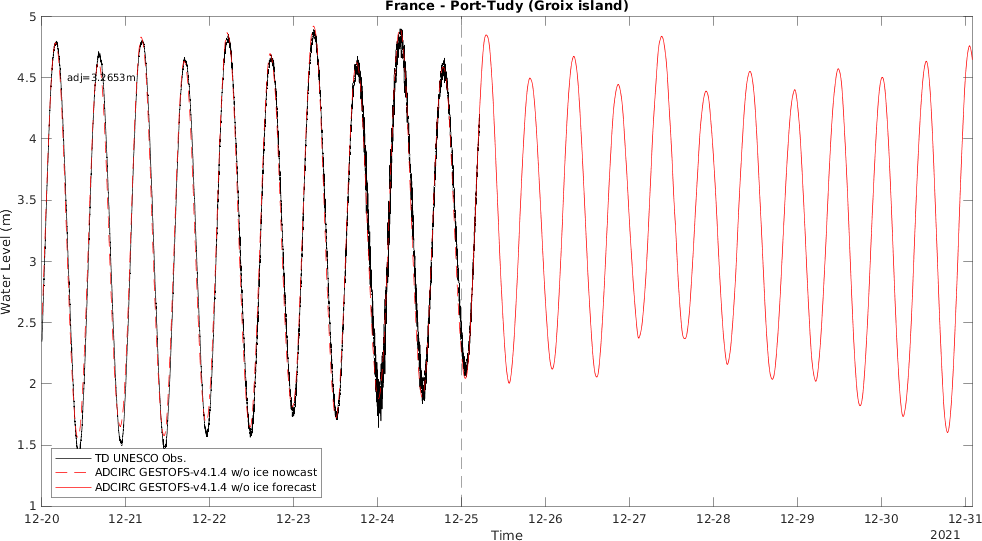 France - Port-Tudy (Groix island)
5
4.5
4
3.5
3
2.5
2
1.5
1
Water Level (m)
adj=3.2653m
TD UNESCO Obs.
ADCIRC GESTOFS-v4.1.4 w/o ice nowcast
ADCIRC GESTOFS-v4.1.4 w/o ice forecast
12-20 12-21 12-22 12-23 12-24 12-25 12-26 12-27 12-28 12-29 12-30 12-31
Time
2021